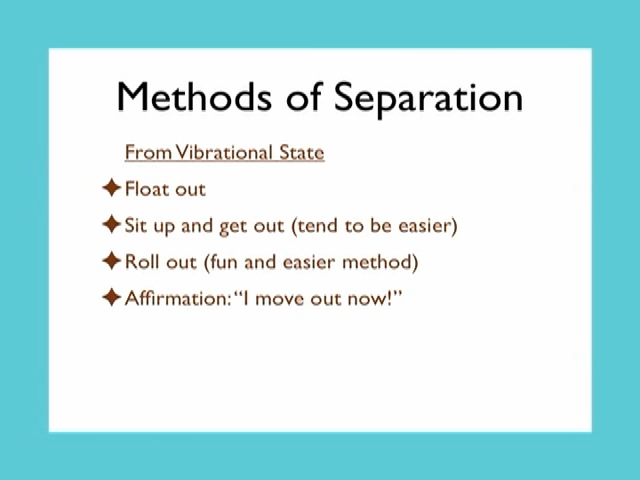 Methods of Separation
From Vibrational State
Float out
Sit up and get out (tend to be easier)
Roll out (fun and easier method)
Affirmation: “I move out now!”